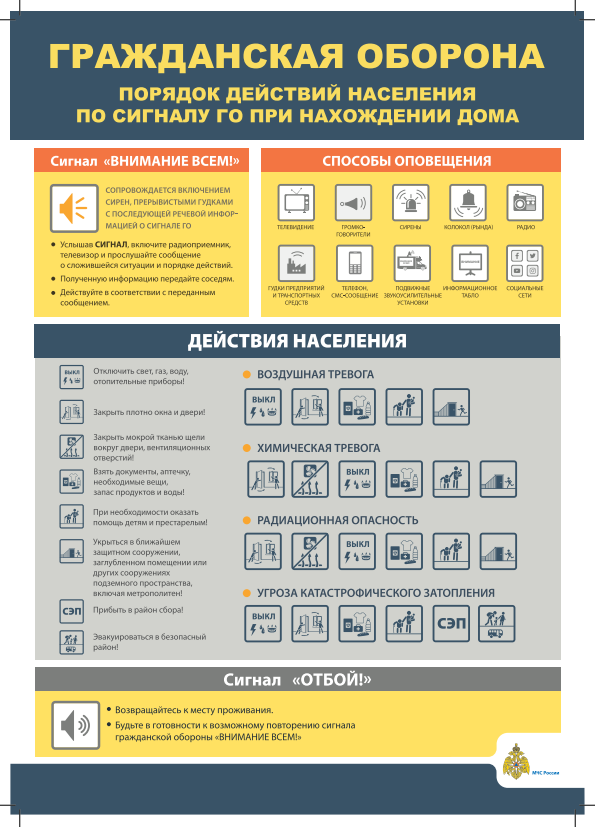 ГРАЖДАНСКАЯ ОБОРОНА
ПОРЯДОК ДЕЙСТВИЙ НАСЕЛЕНИЯ
ПО СИГНАЛУ ГО ПРИ НАХОЖДЕНИИ ДОМА
Сигнал «ВНИМАНИЕ ВСЕМ!»
СОПРОВОЖДАЕТСЯ ВКЛЮЧЕНИЕМ
СИРЕН, ПРЕРЫВИСТЫМИ ГУДКАМИ
С ПОСЛЕДУЮЩЕЙ РЕЧЕВОЙ ИНФОР-
МАЦИЕЙ О СИГНАЛЕ ГО
• Услышав СИГНАЛ, включите радиоприемник,
телевизор и прослушайте сообщение
о сложившейся ситуации и порядке действий.
• Полученную информацию передайте соседям.
• Действуйте в соответствии с переданным
сообщением.
СПОСОБЫ ОПОВЕЩЕНИЯ
ТЕЛЕВИДЕНИЕ
ГРОМКО-
ГОВОРИТЕЛИ
СИРЕНЫ
КОЛОКОЛ (РЫНДА)
РАДИО
ГУДКИ ПРЕДПРИЯТИЙ
И ТРАНСПОРТНЫХ
СРЕДСТВ
ТЕЛЕФОН,
СМС-СООБЩЕНИЕ
ПОДВИЖНЫЕ
ЗВУКОУСИЛИТЕЛЬНЫЕ
УСТАНОВКИ
ИНФОРМАЦИОННОЕ
ТАБЛО
СОЦИАЛЬНЫЕ
СЕТИ
ДЕЙСТВИЯ НАСЕЛЕНИЯ
ВЫКЛ
Отключить свет, газ, воду,
отопительные приборы!
Закрыть плотно окна и двери!
Закрыть мокрой тканью щели
вокруг двери, вентиляционных
отверстий!
Взять документы, аптечку,
необходимые вещи,
запас продуктов и воды!
При необходимости оказать
помощь детям и престарелым!
Укрыться в ближайшем
защитном сооружении,
заглубленном помещении или
других сооружениях
подземного пространства,
включая метрополитен!
СЭП
Прибыть в район сбора!
Эвакуироваться в безопасный
район!
ВОЗДУШНАЯ ТРЕВОГА
ВЫКЛ
ХИМИЧЕСКАЯ ТРЕВОГА
ВЫКЛ
РАДИАЦИОННАЯ ОПАСНОСТЬ
ВЫКЛ
УГРОЗА КАТАСТРОФИЧЕСКОГО ЗАТОПЛЕНИЯ
ВЫКЛ
СЭП
Сигнал «ОТБОЙ!»
• Возвращайтесь к месту проживания.
• Будьте в готовности к возможному повторению сигнала
гражданской обороны «ВНИМАНИЕ ВСЕМ!»
МЧС России